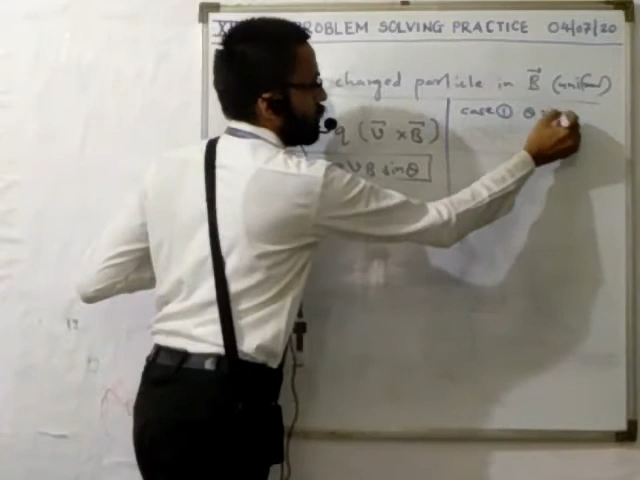 PROBLEM SOLVING PRACTICE 04/07/20
charged particle in B⃗ (uniform)
q (v⃗ × B⃗)
VB sinθ
case ① θ